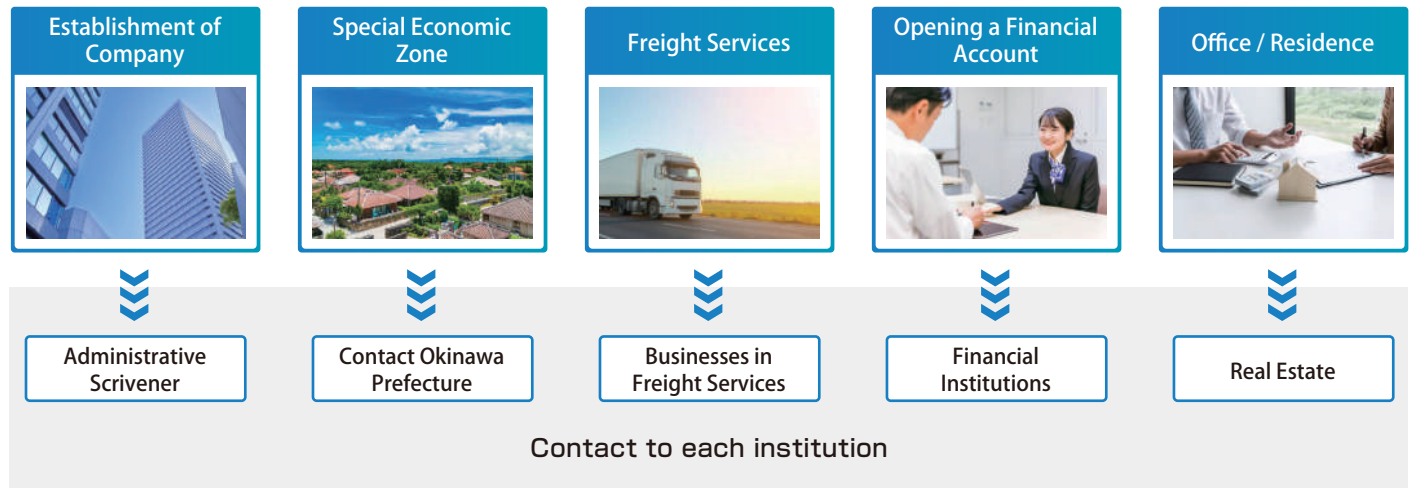 Establishment of
Company
Special Economic
Zone
Freight Services
Opening a Financial
Account
Office / Residence
Administrative
Scrivener
Contact Okinawa
Prefecture
Businesses in
Freight Services
Financial
Institutions
Real Estate
Contact to each institution